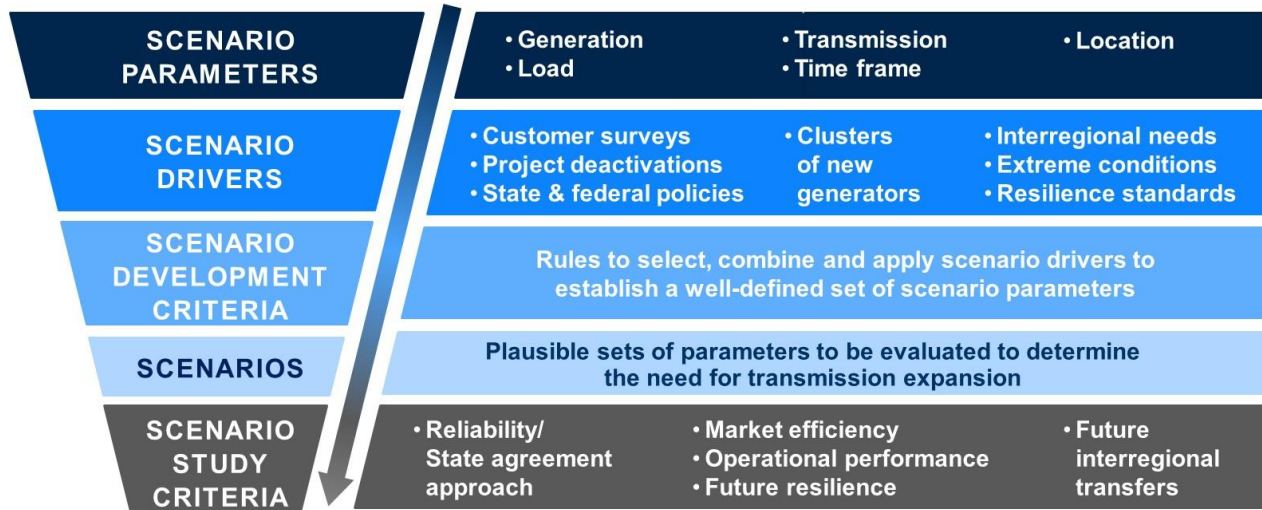 SCENARIO
PARAMETERS
• Generation
• Load
• Transmission
• Time frame
• Location
SCENARIO
DRIVERS
• Customer surveys
• Project deactivations
• State & federal policies
• Clusters
of new
generators
• Interregional needs
• Extreme conditions
• Resilience standards
SCENARIO
DEVELOPMENT
CRITERIA
Rules to select, combine and apply scenario drivers to
establish a well-defined set of scenario parameters
SCENARIOS
Plausible sets of parameters to be evaluated to determine
the need for transmission expansion
SCENARIO
STUDY
CRITERIA
• Reliability/
State agreement
approach
• Market efficiency
• Operational performance
• Future resilience
• Future
interregional
transfers